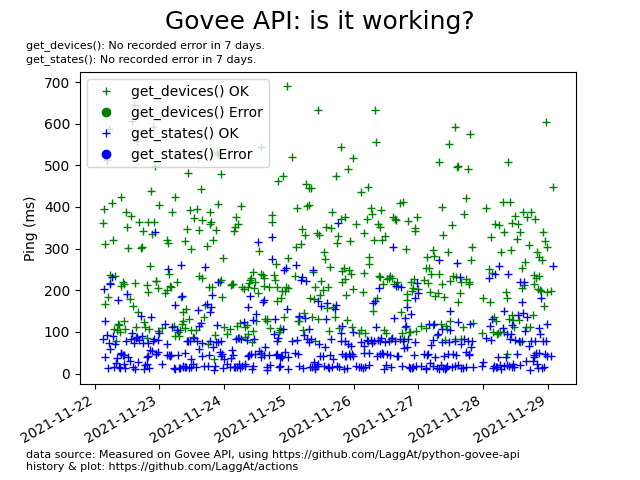 Govee API: is it working?
get_devices(): No recorded error in 7 days.
get_states(): No recorded error in 7 days.
700
600
500
400
300
200
100
0
Ping (ms)
get_devices() OK
get_devices() Error
get_states() OK
get_states() Error
2021-11-22
2021-11-23
2021-11-24
2021-11-25
2021-11-26
2021-11-27
2021-11-28
2021-11-29
data source: Measured on Govee API, using https://github.com/LaggAt/python-govee-api
history & plot: https://github.com/LaggAt/actions